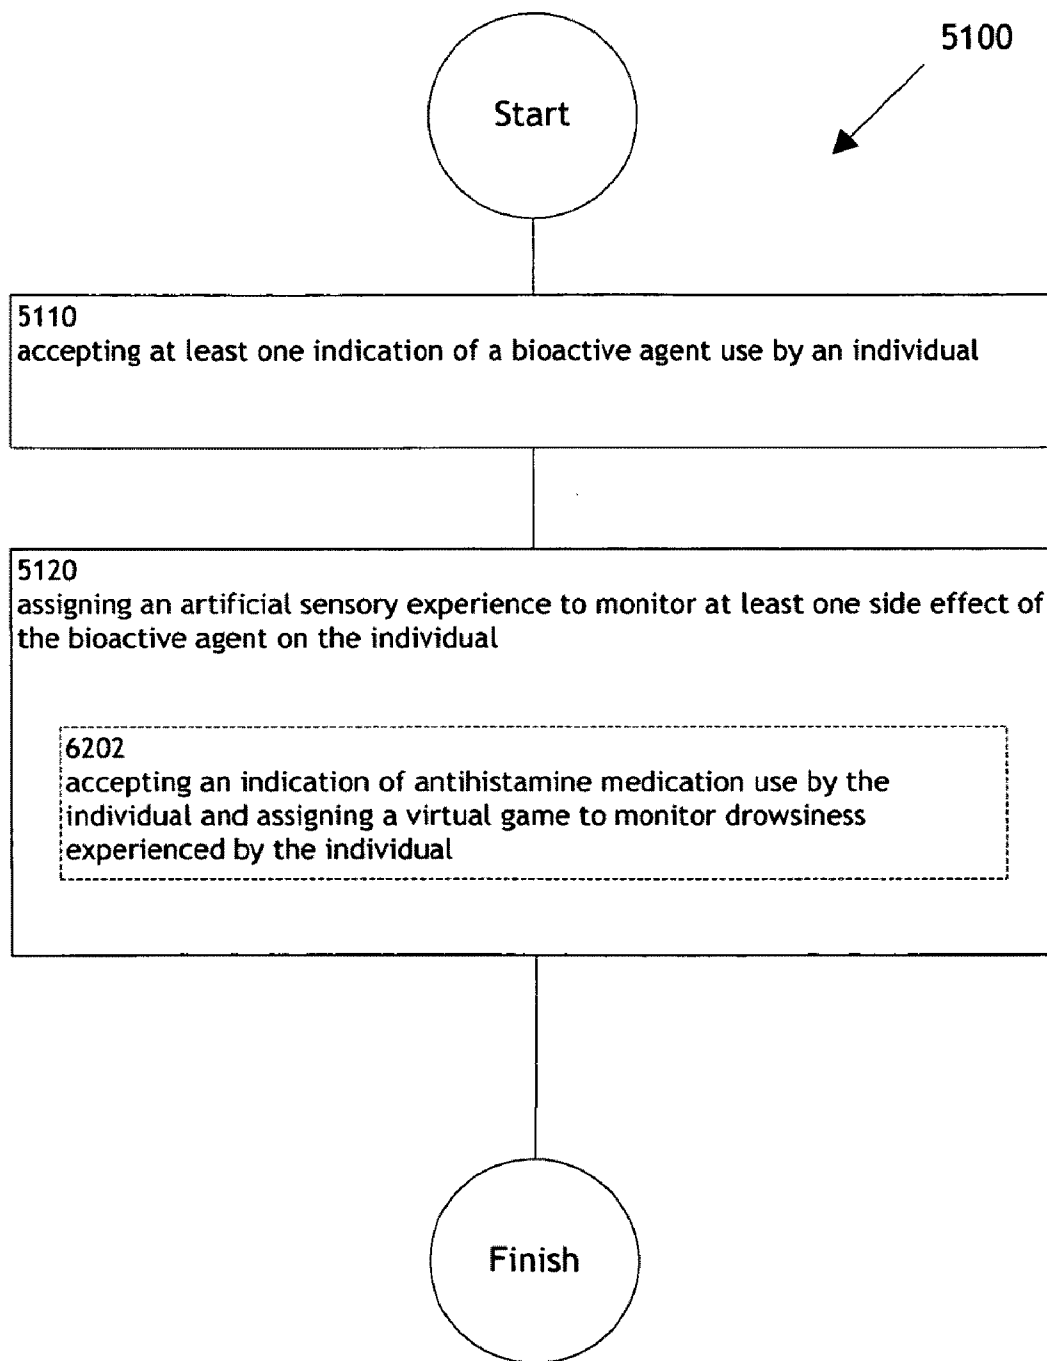 5100
Start
5110
accepting at least one indication of a bioactive agent use by an individual
5120
assigning an artificial sensory experience to monitor at least one side effect of
the bioactive agent on the individual
6202
accepting an indication of antihistamine medication use by the
individual and assigning a virtual game to monitor drowsiness
experienced by the individual
Finish